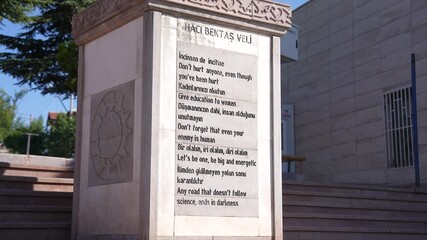 HACI BEKTAŞ VELİ
İncinsen de incitme
Don't hurt anyone, even though
you've been hurt
Kadınlarınızı okutun
Give education to women
Düşmanınızın dahi, insan olduğunu
unutmayın
Don't forget that even your
enemy is human
Bir olalım, iri olalım, diri olalım
Let's be one, be big and energetic
İlimden gidilmeyen yolun sonu
karanlıktır
Any road that doesn't follow
science, ends in darkness